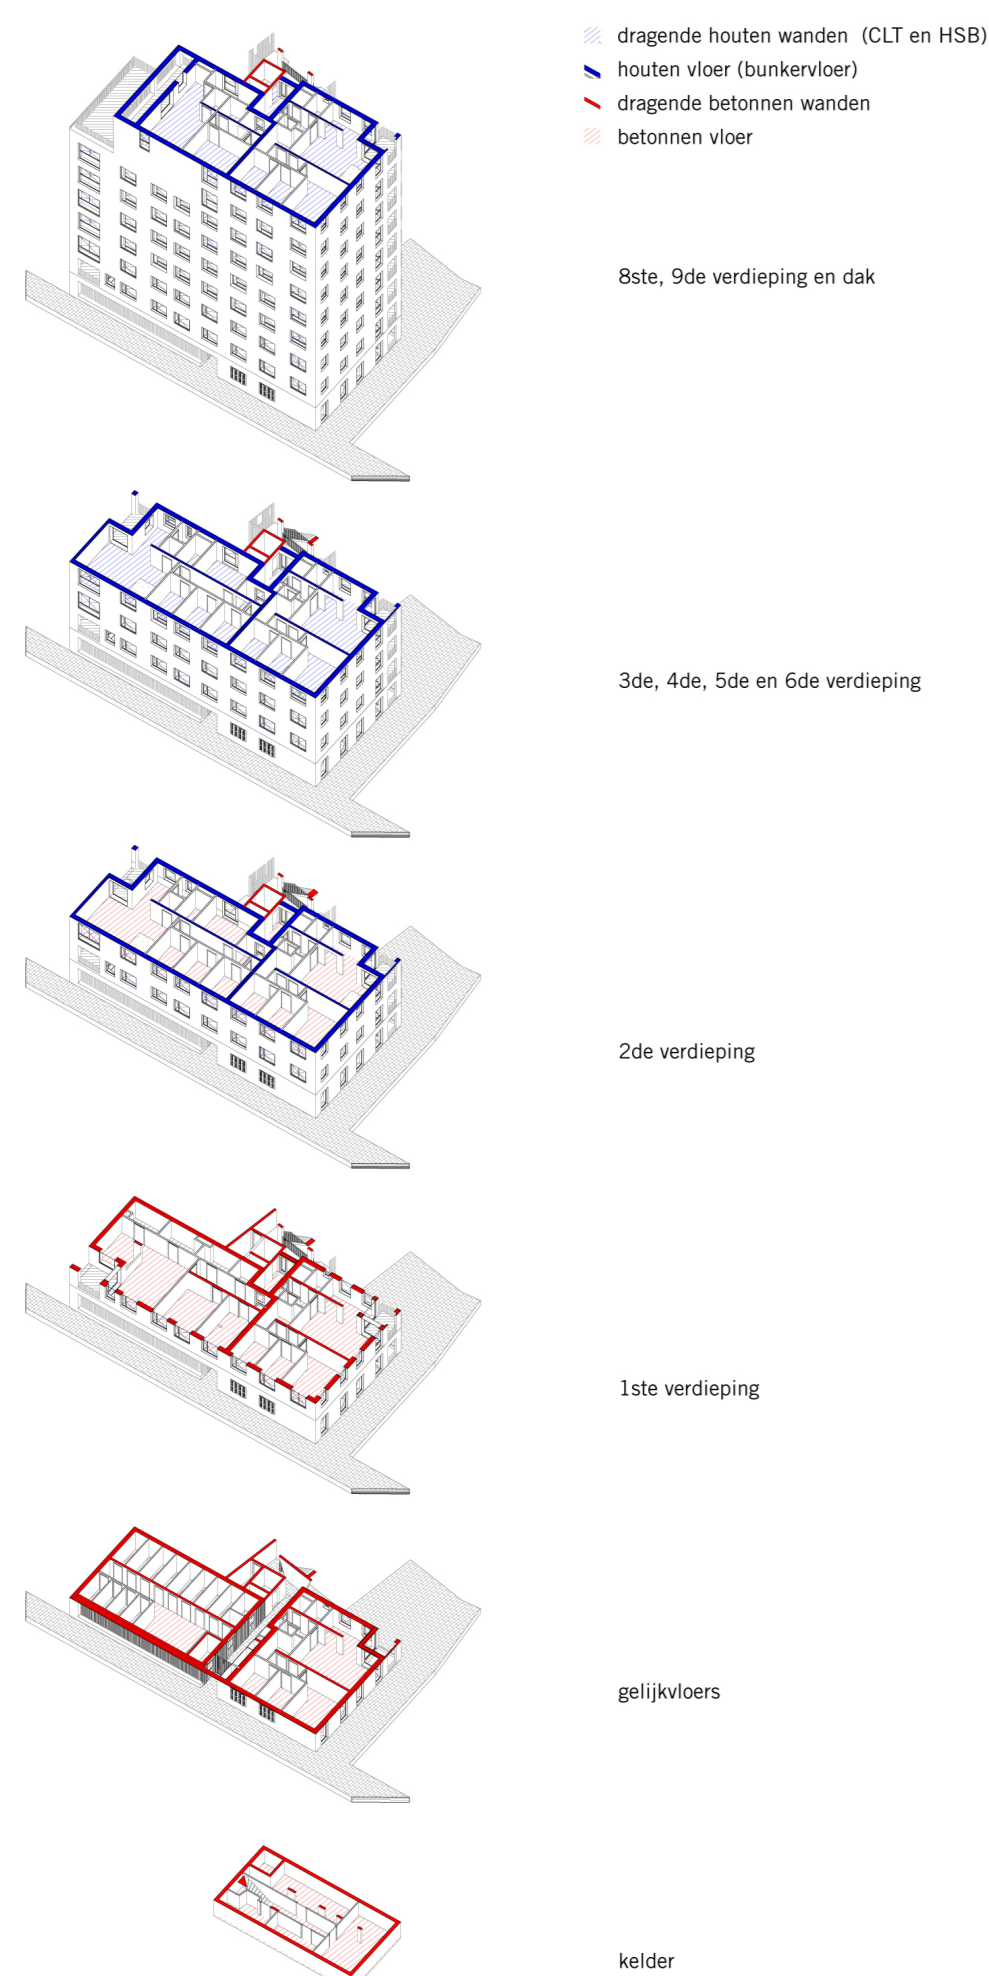 dragende houten wanden (CLT en HSB)
houten vloer (bunkervloer)
dragende betonnen wanden
betonnen vloer
8ste, 9de verdieping en dak
3de, 4de, 5de en 6de verdieping
2de verdieping
1ste verdieping
gelijkvloers
kelder